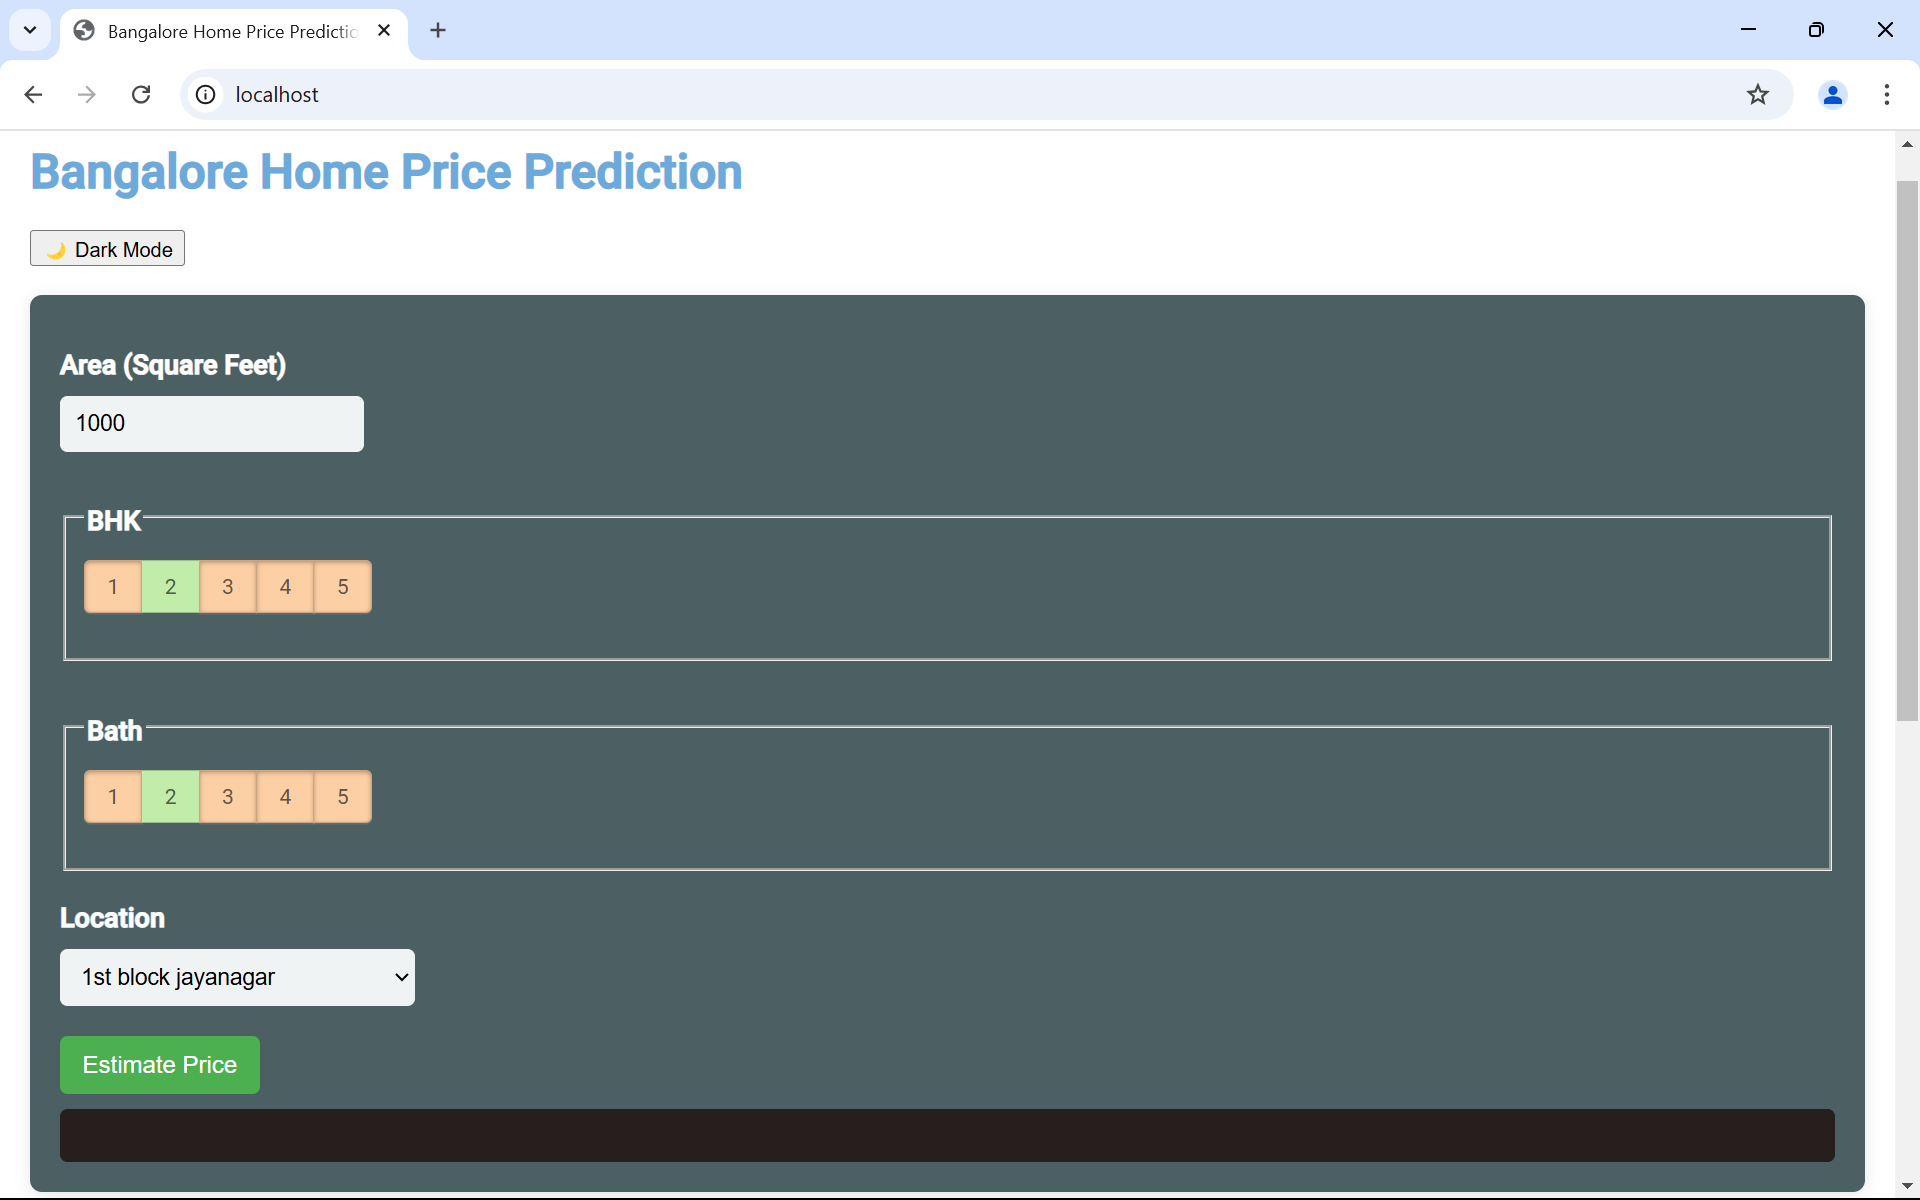 Bangalore Home Price Predictio
localhost
Bangalore Home Price Prediction
🌙 Dark Mode
Area (Square Feet)
1000
BHK
1 2 3 4 5
Bath
1 2 3 4 5
Location
1st block jayanagar
Estimate Price